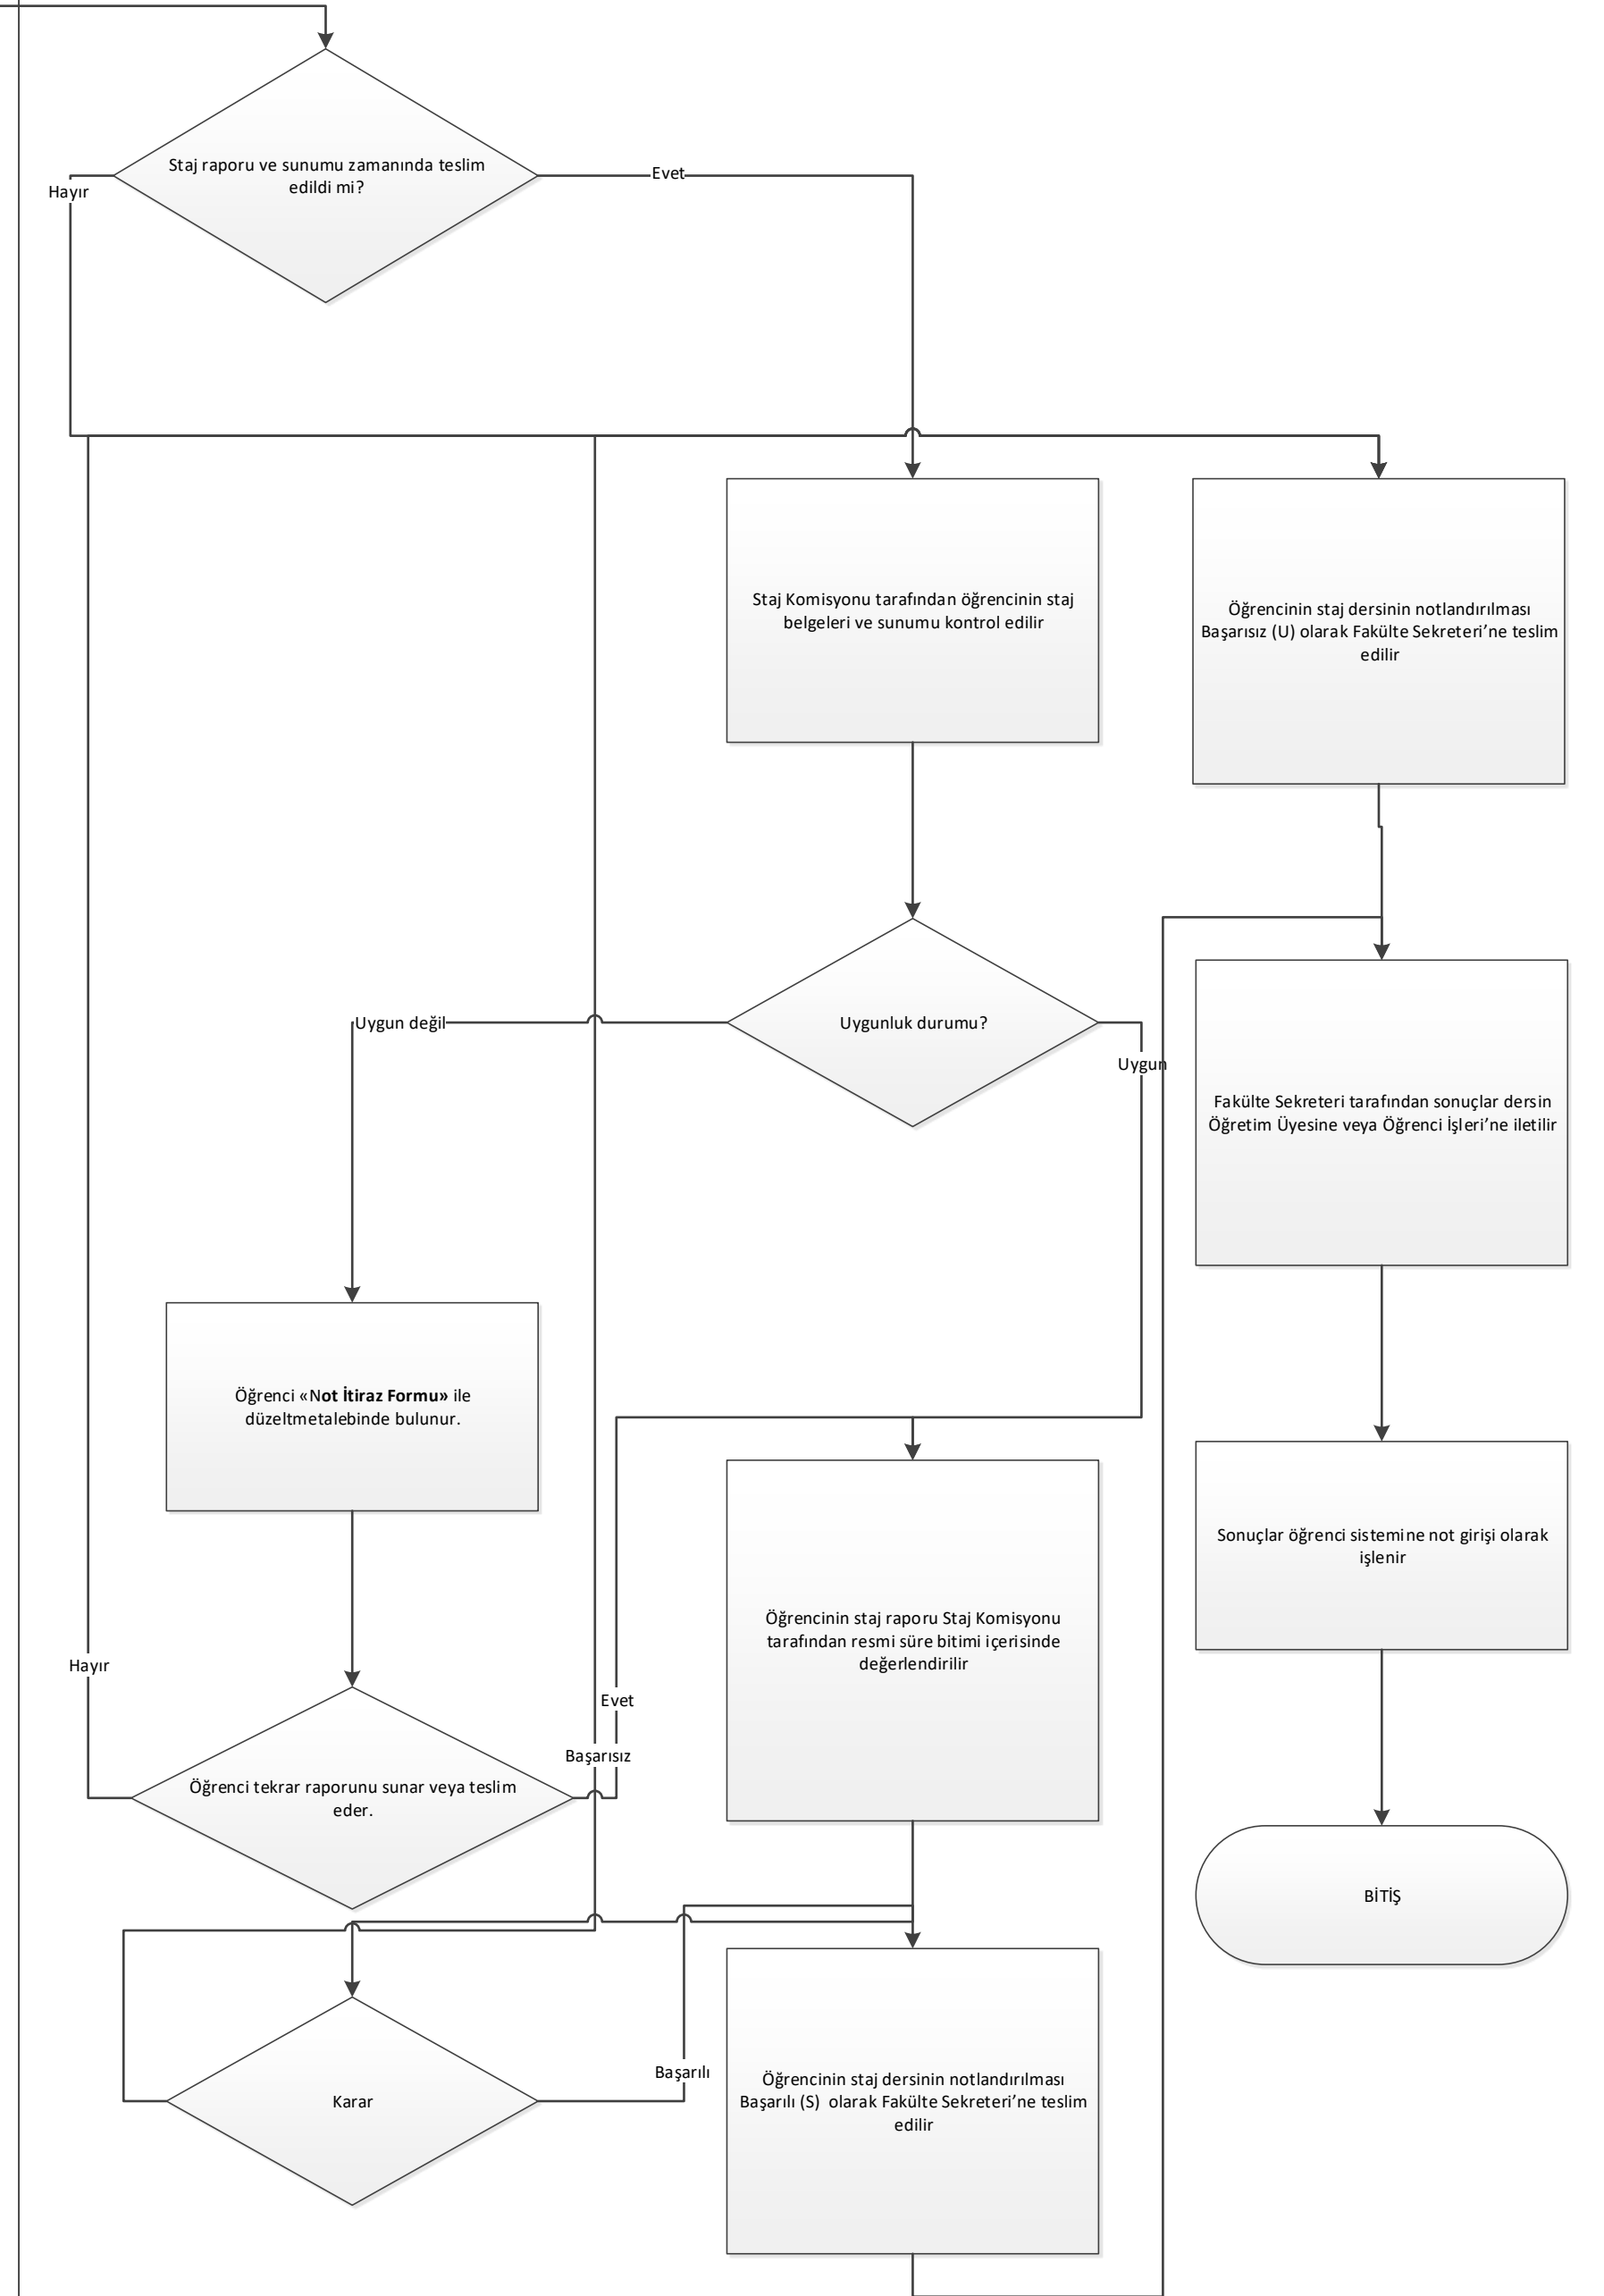 Staj raporu ve sunumu zamanında teslim
edildi mi?
Evet
Hayır
Staj Komisyonu tarafından öğrencinin staj
belgeleri ve sunumu kontrol edilir
Öğrencinin staj dersinin notlandırılması
Başarısız (U) olarak Fakülte Sekreteri’ne teslim
edilir
Uygun değil
Uygunluk durumu?
Uygun
Fakülte Sekreteri tarafından sonuçlar dersin
Öğretim Üyesine veya Öğrenci İşleri’ne iletilir
Öğrenci «Not İtiraz Formu» ile
düzeltmetalebinde bulunur.
Sonuçlar öğrenci sistemine not girişi olarak
işlenir
Öğrencinin staj raporu Staj Komisyonu
tarafından resmi süre bitimi içerisinde
değerlendirilir
Hayır
Evet
Başarısız
Öğrenci tekrar raporunu sunar veya teslim
eder.
BİTİŞ
Başarılı
Karar
Öğrencinin staj dersinin notlandırılması
Başarılı (S)  olarak Fakülte Sekreteri’ne teslim
edilir